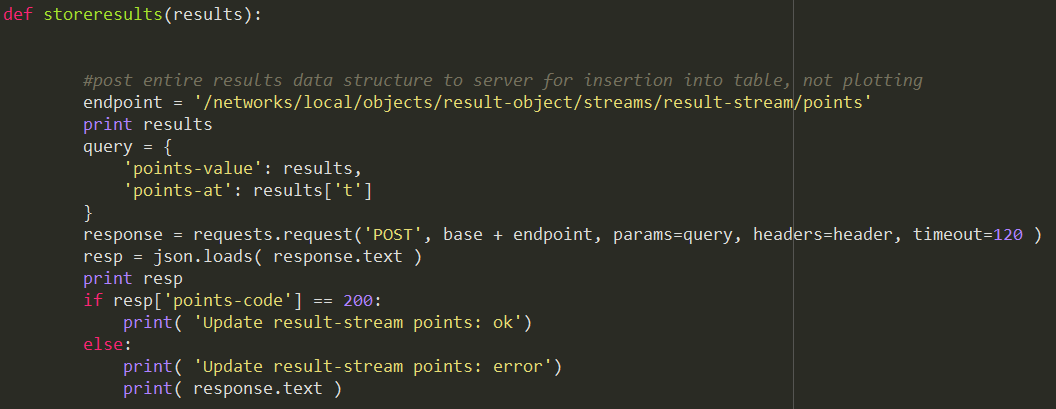 def storeresults(results):
#post entire results data structure to server for insertion into table, not plotting
endpoint = '/networks/local/objects/result-object/streams/result-stream/points'
print results
query = {
'points-value': results,
'points-at': results['t']
}
response = requests.request('POST', base + endpoint, params=query, headers=header, timeout=120 )
resp = json.loads( response.text )
print resp
if resp['points-code'] == 200:
print( 'Update result-stream points: ok')
else:
print( 'Update result-stream points: error')
print( response.text )